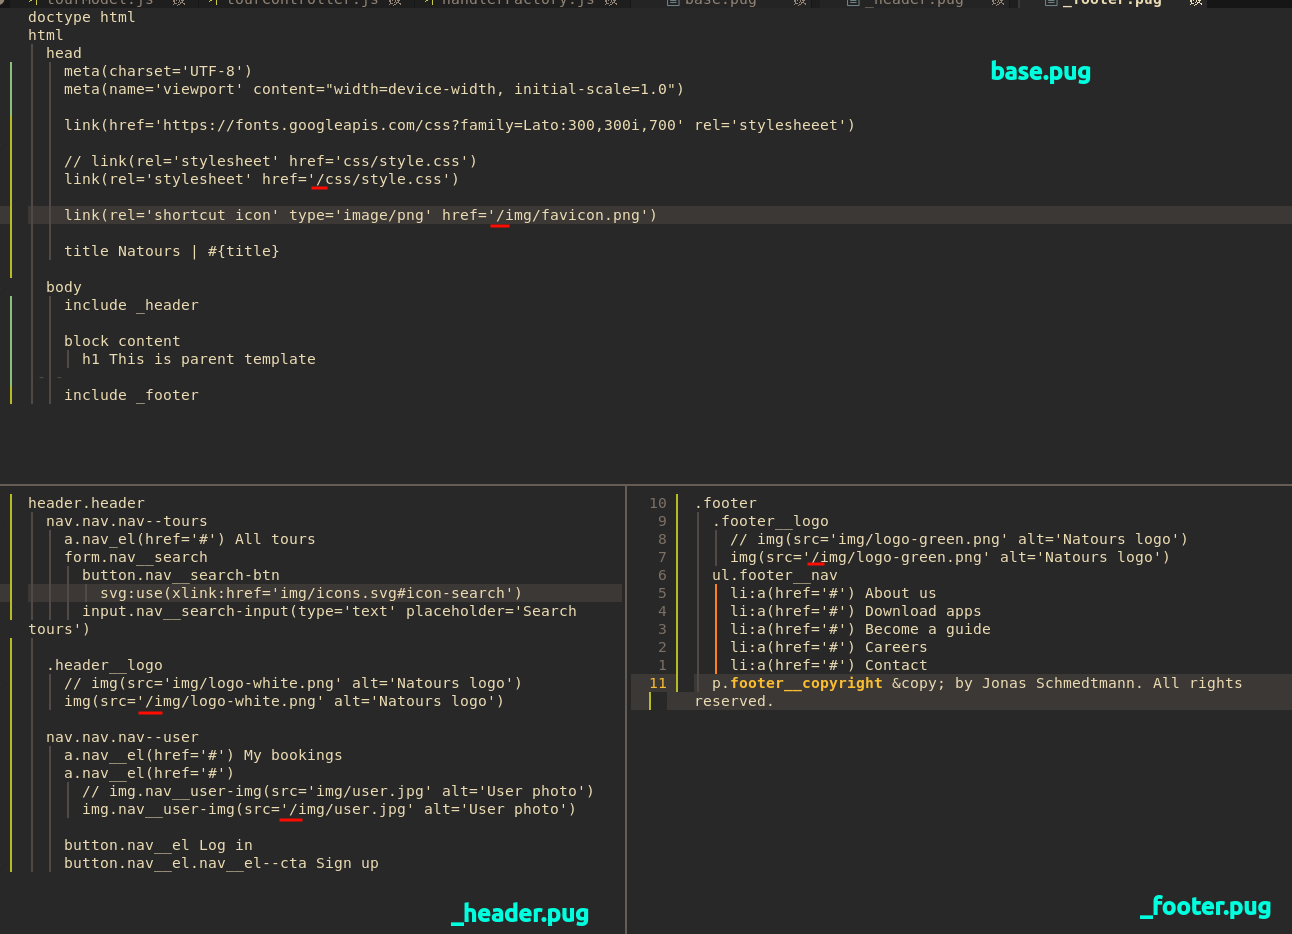 tourModel.js tourController.js handlerFactory.js base.pug _header.pug _footer.pug
doctype html
html
head
meta(charset='UTF-8')
base.pug
meta(name='viewport' content="width=device-width, initial-scale=1.0")
link(href='https://fonts.googleapis.com/css?family=Lato:300,300i,700' rel='stylesheeet')
// link(rel='stylesheet' href='css/style.css')
link(rel='stylesheet' href='/css/style.css')
link(rel='shortcut icon' type='image/png' href='/img/favicon.png')
title Natours | #{title}
body
include _header
block content
h1 This is parent template
include _footer
header.header
nav.nav.nav--tours
a.nav_el(href='#') All tours
form.nav__search
button.nav__search-btn
svg:use(xlink:href='img/icons.svg#icon-search')
input.nav__search-input(type='text' placeholder='Search
tours')
.header__logo
// img(src='img/logo-white.png' alt='Natours logo')
img(src='/img/logo-white.png' alt='Natours logo')
nav.nav.nav--user
a.nav__el(href='#') My bookings
a.nav__el(href='#')
// img.nav__user-img(src='img/user.jpg' alt='User photo')
img.nav__user-img(src='/img/user.jpg' alt='User photo')
button.nav__el Log in
button.nav__el.nav__el--cta Sign up
_header.pug
10 .footer
9 .footer__logo
8 // img(src='img/logo-green.png' alt='Natours logo')
7 img(src='/img/logo-green.png' alt='Natours logo')
6 ul.footer__nav
5 li:a(href='#') About us
4 li:a(href='#') Download apps
3 li:a(href='#') Become a guide
2 li:a(href='#') Careers
1 li:a(href='#') Contact
11 p.footer__copyright &copy; by Jonas Schmedtmann. All rights
reserved.
_footer.pug